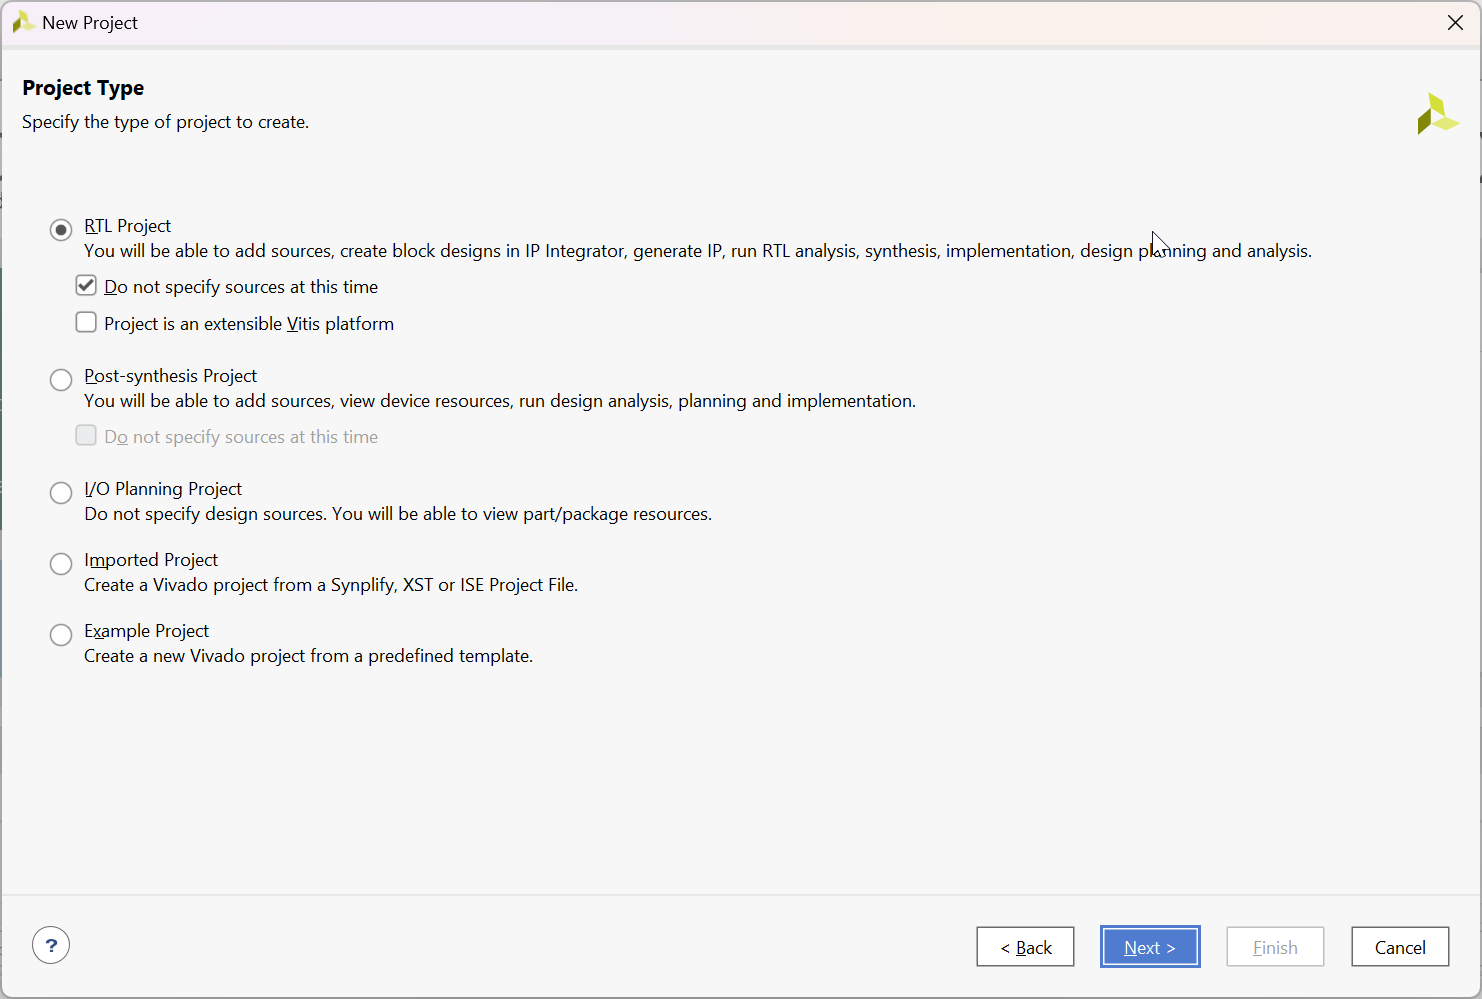 New Project
Project Type
Specify the type of project to create.
RTL Project
You will be able to add sources, create block designs in IP Integrator, generate IP, run RTL analysis, synthesis, implementation, design planning and analysis.
Do not specify sources at this time
Project is an extensible Vitis platform
Post-synthesis Project
You will be able to add sources, view device resources, run design analysis, planning and implementation.
Do not specify sources at this time
I/O Planning Project
Do not specify design sources. You will be able to view part/package resources.
Imported Project
Create a Vivado project from a Synplify, XST or ISE Project File.
Example Project
Create a new Vivado project from a predefined template.
? < Back Next > Finish Cancel